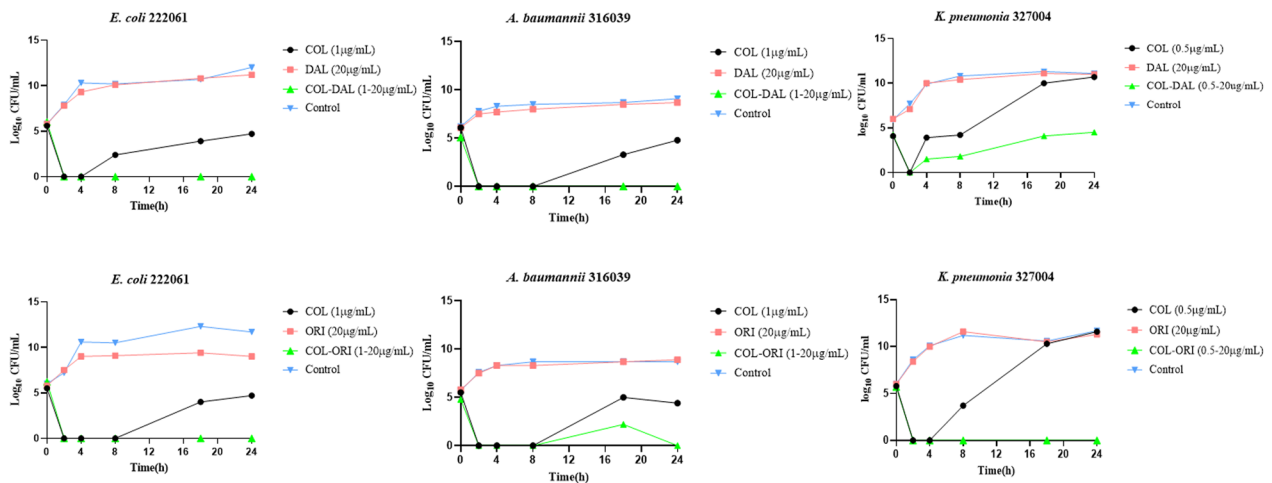 E. coli 222061
15
10
5
0
Log10 CFU/mL
0 4 8 12 16 20 24
Time(h)
COL (1μg/mL)
DAL (20μg/mL)
COL-DAL (1-20μg/mL)
Control
A. baumannii 316039
15
10
5
0
Log10 CFU/mL
0 4 8 12 16 20 24
Time(h)
COL (1μg/mL)
DAL (20μg/mL)
COL-DAL (1-20μg/mL)
Control
K. pneumonia 327004
15
10
5
0
log10 CFU/ml
0 4 8 12 16 20 24
Time(h)
COL (0.5μg/mL)
DAL (20μg/mL)
COL-DAL (0.5-20ug/mL)
Control
E. coli 222061
15
10
5
0
Log10 CFU/mL
0 4 8 12 16 20 24
Time(h)
COL (1μg/mL)
ORI (20μg/mL)
COL-ORI (1-20μg/mL)
Control
A. baumannii 316039
15
10
5
0
Log10 CFU/mL
0 4 8 12 16 20 24
Time(h)
COL (1μg/mL)
ORI (20μg/mL)
COL-ORI (1-20μg/mL)
Control
K. pneumonia 327004
15
10
5
0
log10 CFU/ml
0 4 8 12 16 20 24
Time(h)
COL (0.5μg/mL)
ORI (20μg/mL)
COL-ORI (0.5-20μg/mL)
Control